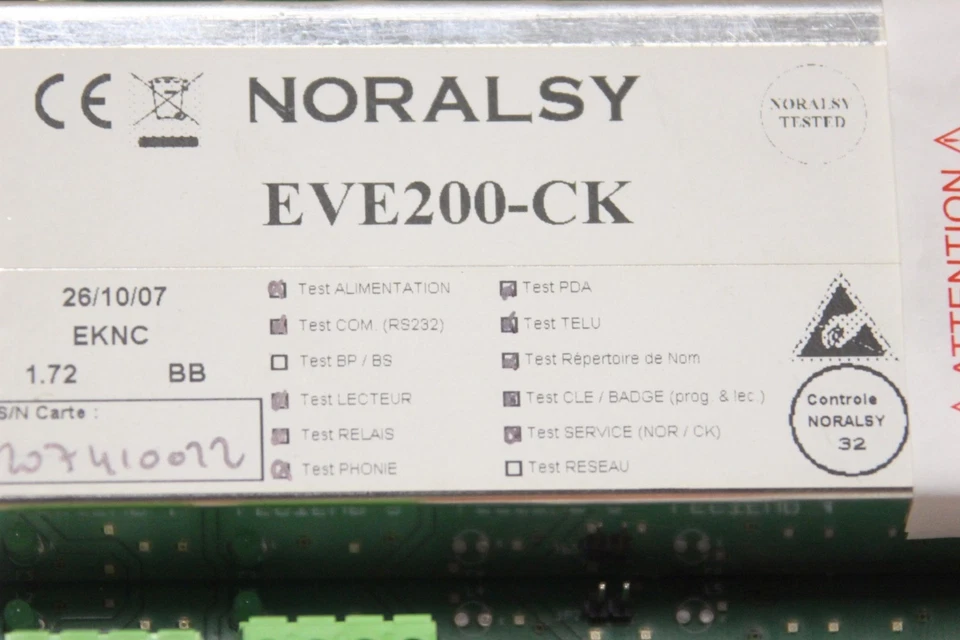 CE
NORALSY
NORALSY
TESTED
EVE200-CK
26/10/07
EKNC
1.72 BB
S/N Carte :
207410022
Test ALIMENTATION
Test COM. (RS232)
Test BP / BS
Test LECTEUR
Test RELAIS
Test PHONIE
Test PDA
Test TELU
Test Répertoire de Nom
Test CLE / BADGE (prog. & lec.)
Test SERVICE (NOR / CK)
Test RESEAU
Controle
NORALSY
32
ATTENTION